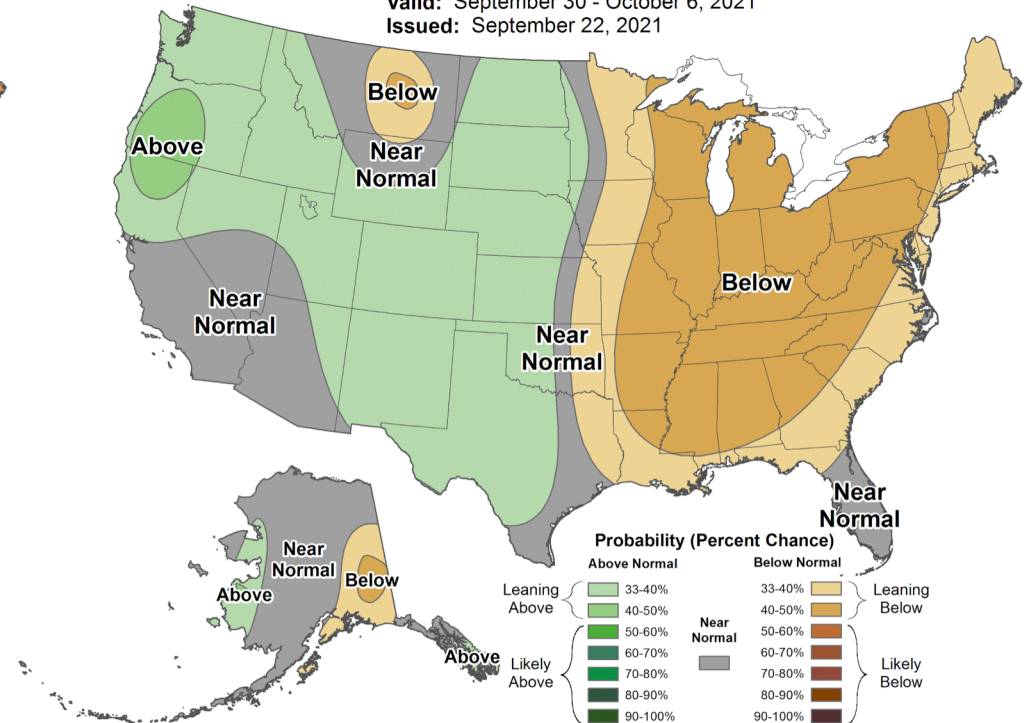 Valid: September 30 - October 6, 2021
Issued: September 22, 2021
Below
Above
Near
Normal
Near
Normal
Below
Near
Normal
Near
Normal
Near
Normal
Below
Above
Above
Probability (Percent Chance)
Above Normal
Below Normal
Leaning
Above
33-40%
40-50%
Likely
Above
50-60%
60-70%
70-80%
80-90%
90-100%
Near
Normal
33-40%
40-50%
Leaning
Below
50-60%
60-70%
70-80%
80-90%
90-100%
Likely
Below